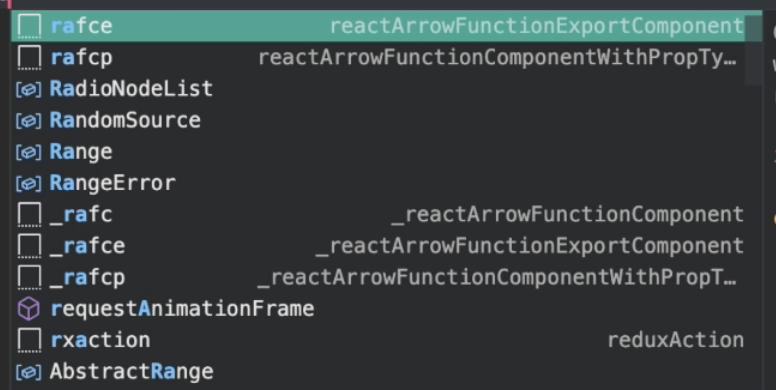 rafce reactArrowFunctionExportComponent
rafcp reactArrowFunctionComponentWithPropTy…
RadioNodeList
RandomSource
Range
RangeError
_rafc _reactArrowFunctionComponent
_rafce _reactArrowFunctionExportComponent
_rafcp _reactArrowFunctionComponentWithPropT…
requestAnimationFrame
rxaction reduxAction
AbstractRange